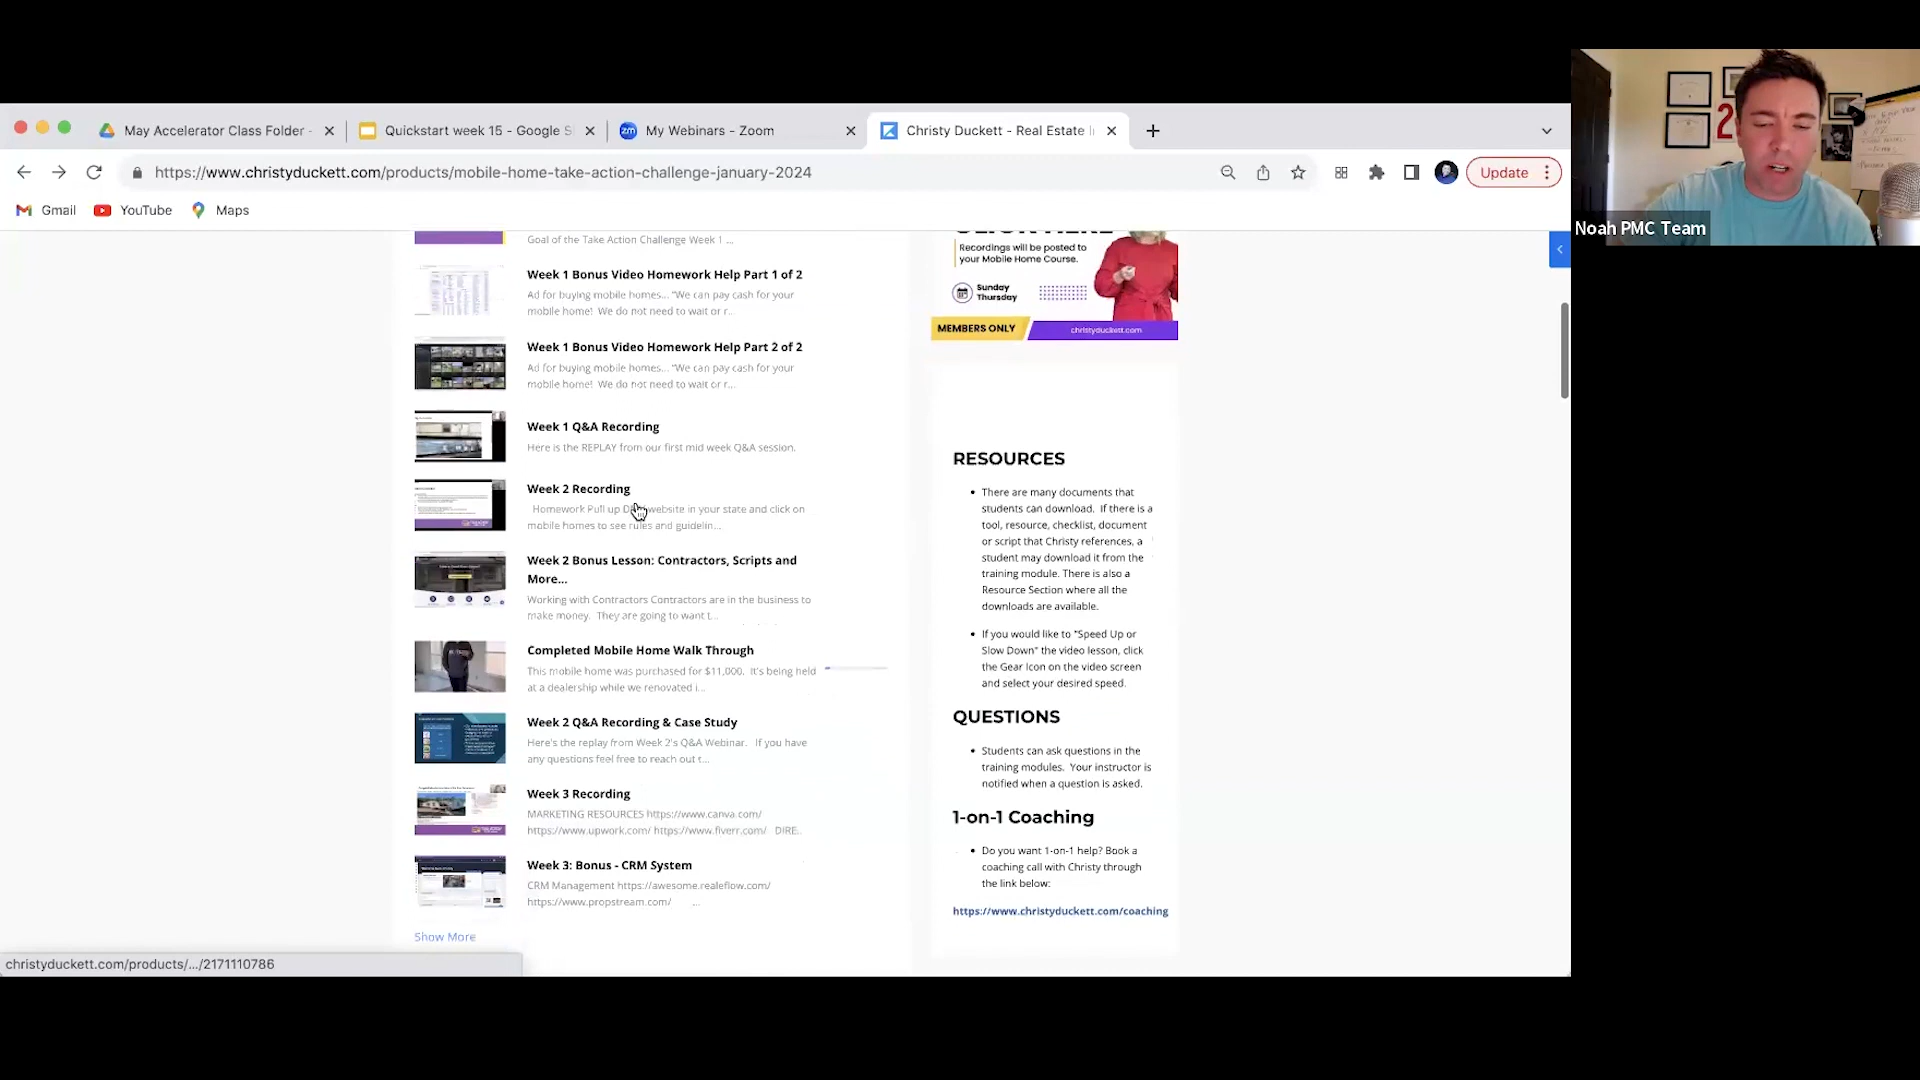 May Accelerator Class Folder -
Quickstart week 15 - Google S
zm
My Webinars - Zoom
Christy Duckett - Real Estate I
https://www.christyduckett.com/products/mobile-home-take-action-challenge-january-2024
Update
Gmail
YouTube
Maps
Noah PMC Team
Goal of the Take Action Challenge Week 1 ...
Week 1 Bonus Video Homework Help Part 1 of 2
Ad for buying mobile homes... "We can pay cash for your
mobile home! We do not need to wait or r...
Week 1 Bonus Video Homework Help Part 2 of 2
Ad for buying mobile homes... "We can pay cash for your
mobile home! We do not need to wait or r...
Week 1 Q&A Recording
Here is the REPLAY from our first mid week Q&A session.
Week 2 Recording
Homework Pull up website in your state and click on
mobile homes to see rules and guidelin...
Week 2 Bonus Lesson: Contractors, Scripts and
More...
Working with Contractors Contractors are in the business to
make money. They are going to want t...
Completed Mobile Home Walk Through
This mobile home was purchased for $11,000. It's being held
at a dealership while we renovated i...
Week 2 Q&A Recording & Case Study
Here's the replay from Week 2's Q&A Webinar. If you have
any questions feel free to reach out t...
Week 3 Recording
MARKETING RESOURCES https://www.canva.com/
https://www.upwork.com/ https://www.fiverr.com/ DIRE..
Week 3: Bonus - CRM System
CRM Management https://awesome.realeflow.com/
https://www.propstream.com/ ...
Show More
christyduckett.com/products/.../2171110786
CLICK HERE
Recordings will be posted to
your Mobile Home Course.
Sunday
Thursday
MEMBERS ONLY
christyduckett.com
RESOURCES
• There are many documents that
students can download. If there is a
tool, resource, checklist, document
or script that Christy references, a
student may download it from the
training module. There is also a
Resource Section where all the
downloads are available.
• If you would like to "Speed Up or
Slow Down" the video lesson, click
the Gear Icon on the video screen
and select your desired speed.
QUESTIONS
• Students can ask questions in the
training modules. Your instructor is
notified when a question is asked.
1-on-1 Coaching
• Do you want 1-on-1 help? Book a
coaching call with Christy through
the link below:
https://www.christyduckett.com/coaching